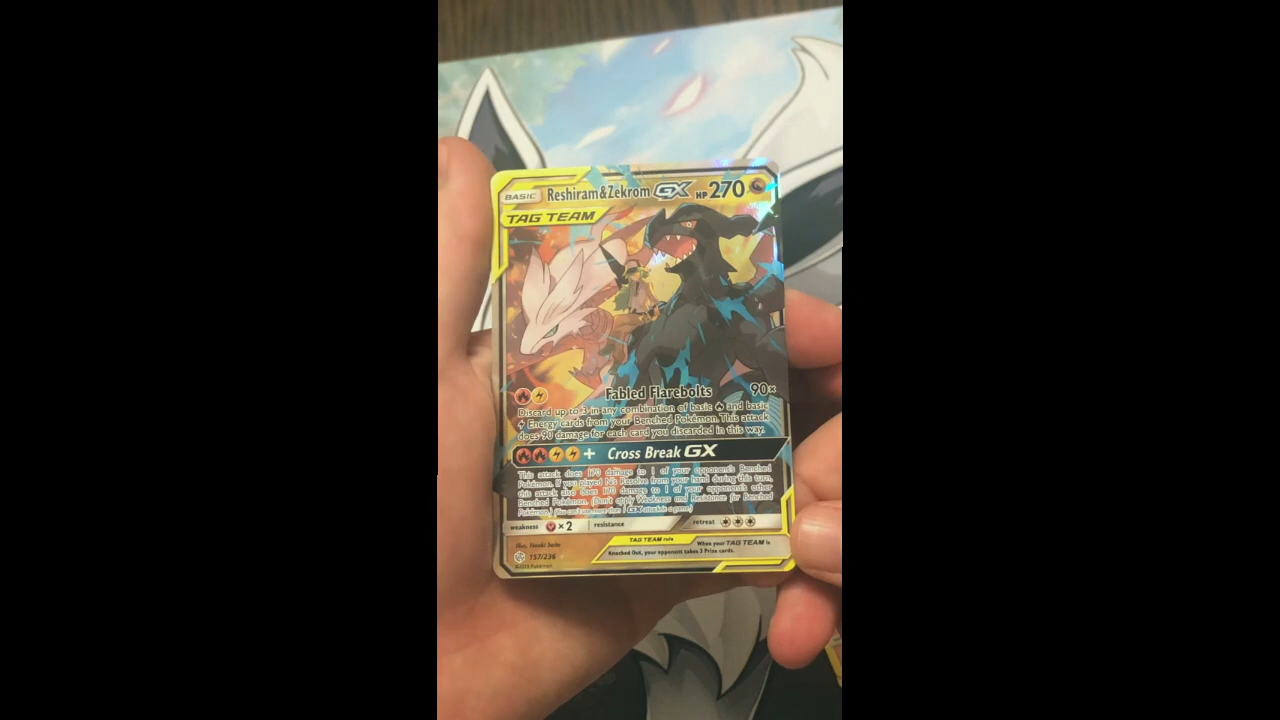 BASIC Reshiram&Zekrom GX HP 270
TAG TEAM
Fabled Flarebolts 90×
Discard up to 3 in any combination of basic and basic
Energy cards from your Benched Pokémon. This attack
does 90 damage for each card you discarded in this way.
+ Cross Break GX
This attack does 170 damage to 1 of your opponent's Benched
Pokémon. If you played N's Resolve from your hand during this turn,
this attack also does 170 damage to 1 of your opponent's other
Benched Pokémon. (Don't apply Weakness and Resistance for Benched
Pokémon.) (You can't use more than 1 GX attack in a game.)
weakness ×2 resistance retreat
Illus. Naoki Saito
TAG TEAM rule When your TAG TEAM is
Knocked Out, your opponent takes 3 Prize cards.
157/236
©2019 Pokémon